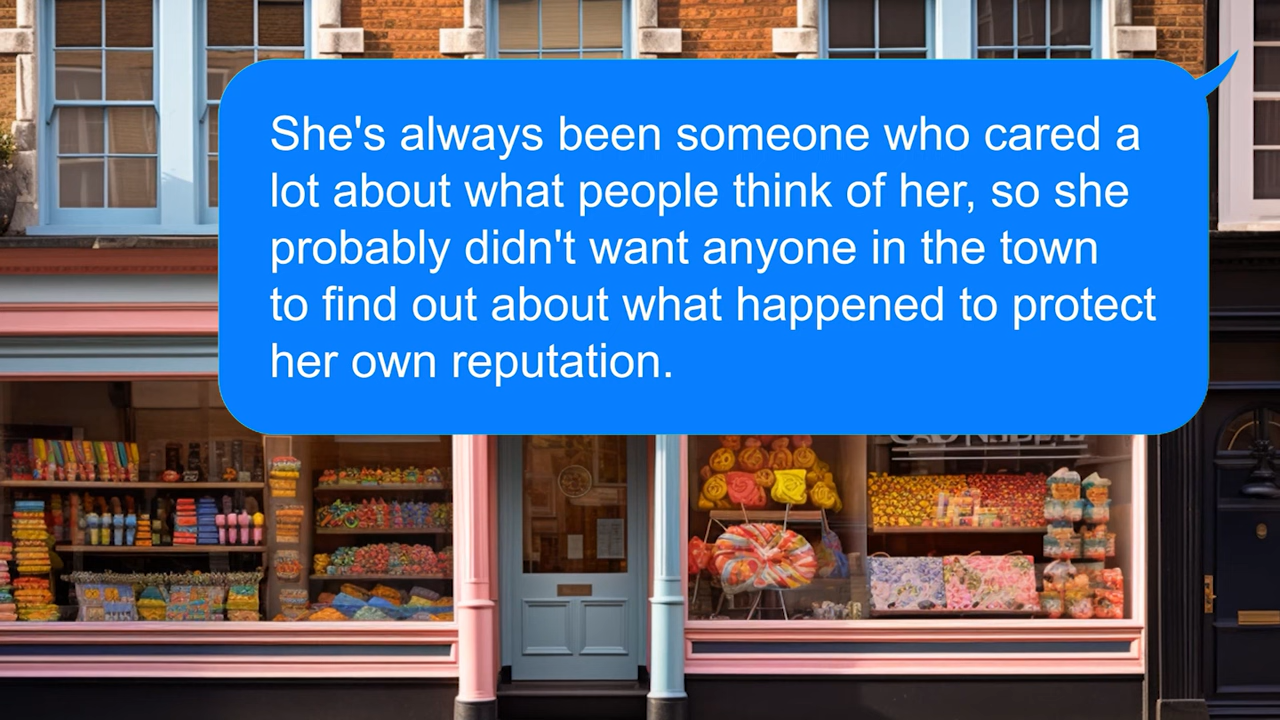 She's always been someone who cared a
lot about what people think of her, so she
probably didn't want anyone in the town
to find out about what happened to protect
her own reputation.